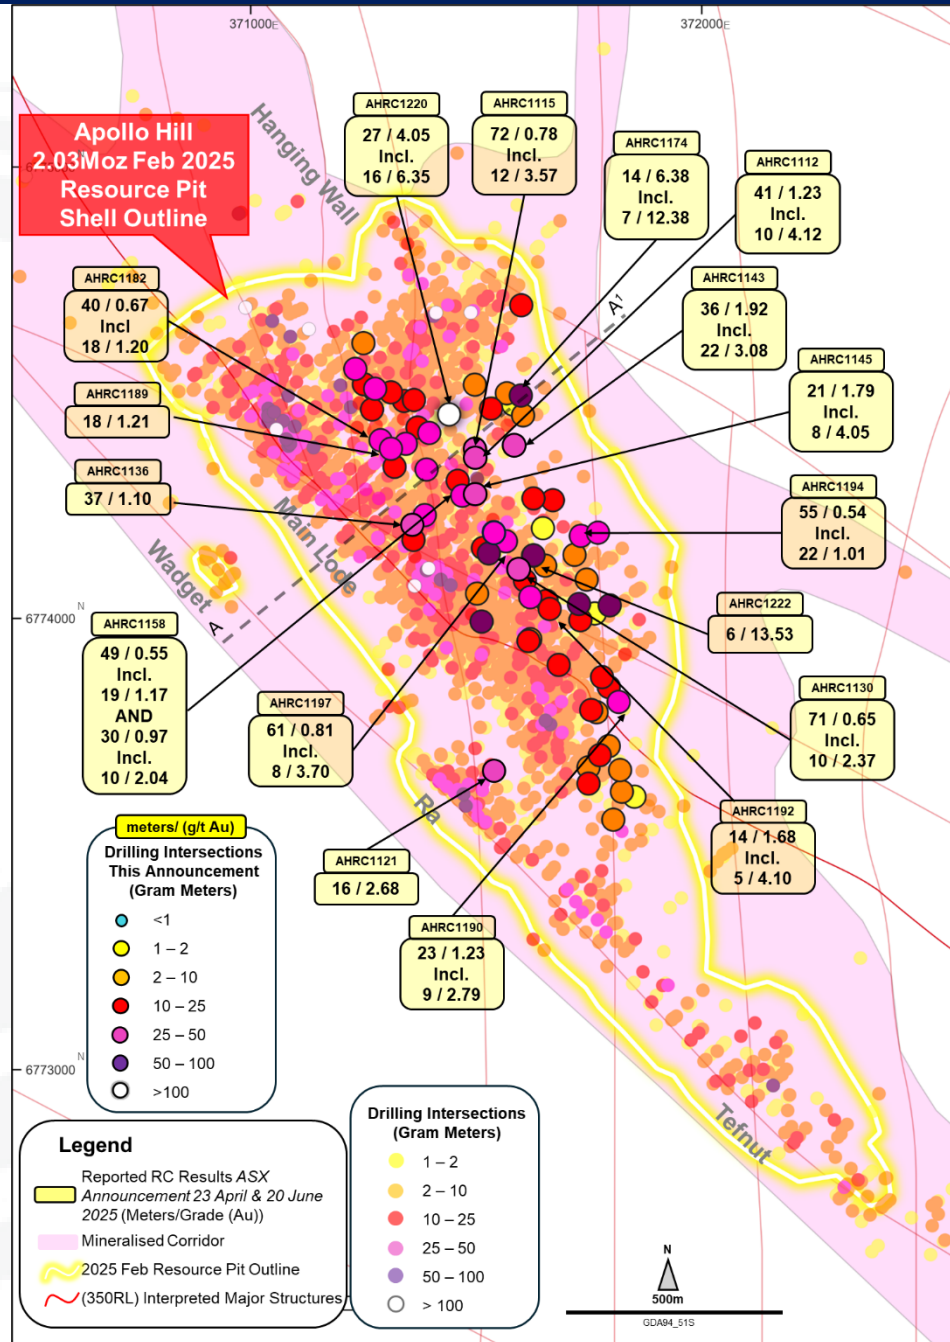 371000E
372000E
Apollo Hill
2.03Moz Feb 2025
Resource Pit
Shell Outline
Hanging Wall
AHRC1220
27 / 4.05
Incl.
16 / 6.35
AHRC1115
72 / 0.78
Incl.
12 / 3.57
AHRC1174
14 / 6.38
Incl.
7 / 12.38
AHRC1112
41 / 1.23
Incl.
10 / 4.12
AHRC1182
40 / 0.67
Incl
18 / 1.20
AHRC1143
36 / 1.92
Incl.
22 / 3.08
A¹
AHRC1145
21 / 1.79
Incl.
8 / 4.05
AHRC1189
18 / 1.21
AHRC1136
37 / 1.10
AHRC1194
55 / 0.54
Incl.
22 / 1.01
Main Lode
Wadget
A
6774000 N
AHRC1222
6 / 13.53
AHRC1158
49 / 0.55
Incl.
19 / 1.17
AND
30 / 0.97
Incl.
10 / 2.04
AHRC1197
61 / 0.81
Incl.
8 / 3.70
AHRC1130
71 / 0.65
Incl.
10 / 2.37
Ra
AHRC1192
14 / 1.68
Incl.
5 / 4.10
AHRC1121
16 / 2.68
AHRC1190
23 / 1.23
Incl.
9 / 2.79
meters/ (g/t Au)
Drilling Intersections
This Announcement
(Gram Meters)
<1
1 – 2
2 – 10
10 – 25
25 – 50
50 – 100
>100
6773000 N
Tefnut
Legend
Reported RC Results ASX
Announcement 23 April & 20 June
2025 (Meters/Grade (Au))
Mineralised Corridor
2025 Feb Resource Pit Outline
(350RL) Interpreted Major Structures
Drilling Intersections
(Gram Meters)
1 – 2
2 – 10
10 – 25
25 – 50
50 – 100
> 100
N
500m
GDA94_51S